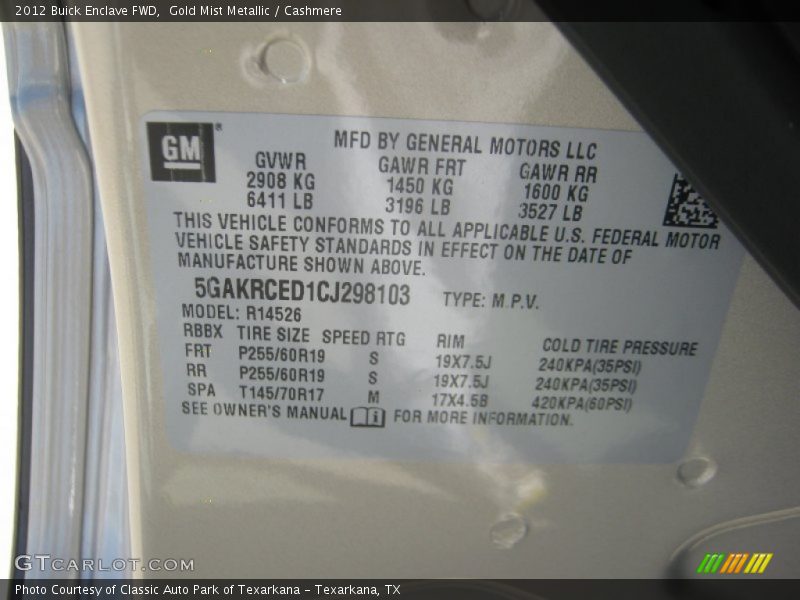 2012 Buick Enclave FWD,  Gold Mist Metallic / Cashmere
GM®
MFD BY GENERAL MOTORS LLC
GVWR GAWR FRT GAWR RR
2908 KG 1450 KG 1600 KG
6411 LB 3196 LB 3527 LB
THIS VEHICLE CONFORMS TO ALL APPLICABLE U.S. FEDERAL MOTOR
VEHICLE SAFETY STANDARDS IN EFFECT ON THE DATE OF
MANUFACTURE SHOWN ABOVE.
5GAKRCED1CJ298103 TYPE: M.P.V.
MODEL: R14526
RBBX TIRE SIZE SPEED RTG RIM COLD TIRE PRESSURE
FRT P255/60R19 S 19X7.5J 240KPA(35PSI)
RR P255/60R19 S 19X7.5J 240KPA(35PSI)
SPA T145/70R17 M 17X4.5B 420KPA(60PSI)
SEE OWNER'S MANUAL i FOR MORE INFORMATION.
GTCARLOT.COM
Photo Courtesy of Classic Auto Park of Texarkana - Texarkana, TX